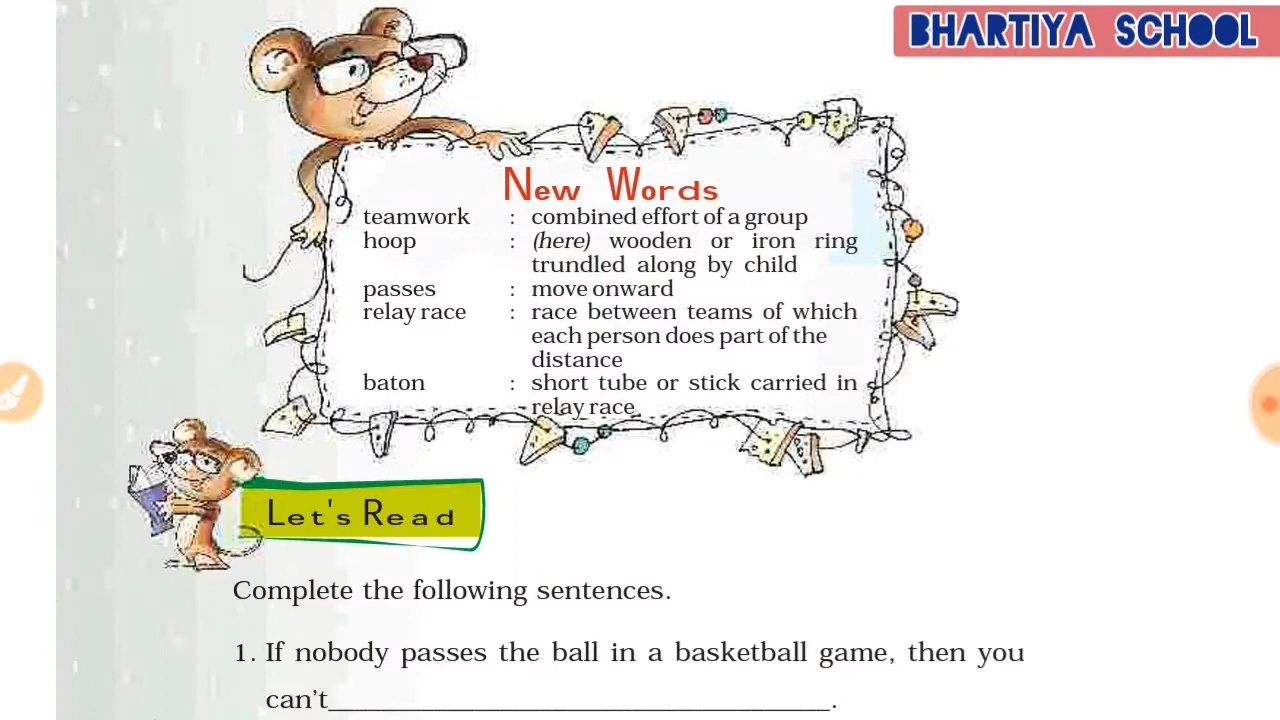 BHARTIYA SCHOOL
New Words
teamwork : combined effort of a group
hoop : (here) wooden or iron ring
trundled along by child
passes : move onward
relay race : race between teams of which
each person does part of the
distance
baton : short tube or stick carried in
relay race
Let's Read
Complete the following sentences.
1. If nobody passes the ball in a basketball game, then you
can't___________________________________.